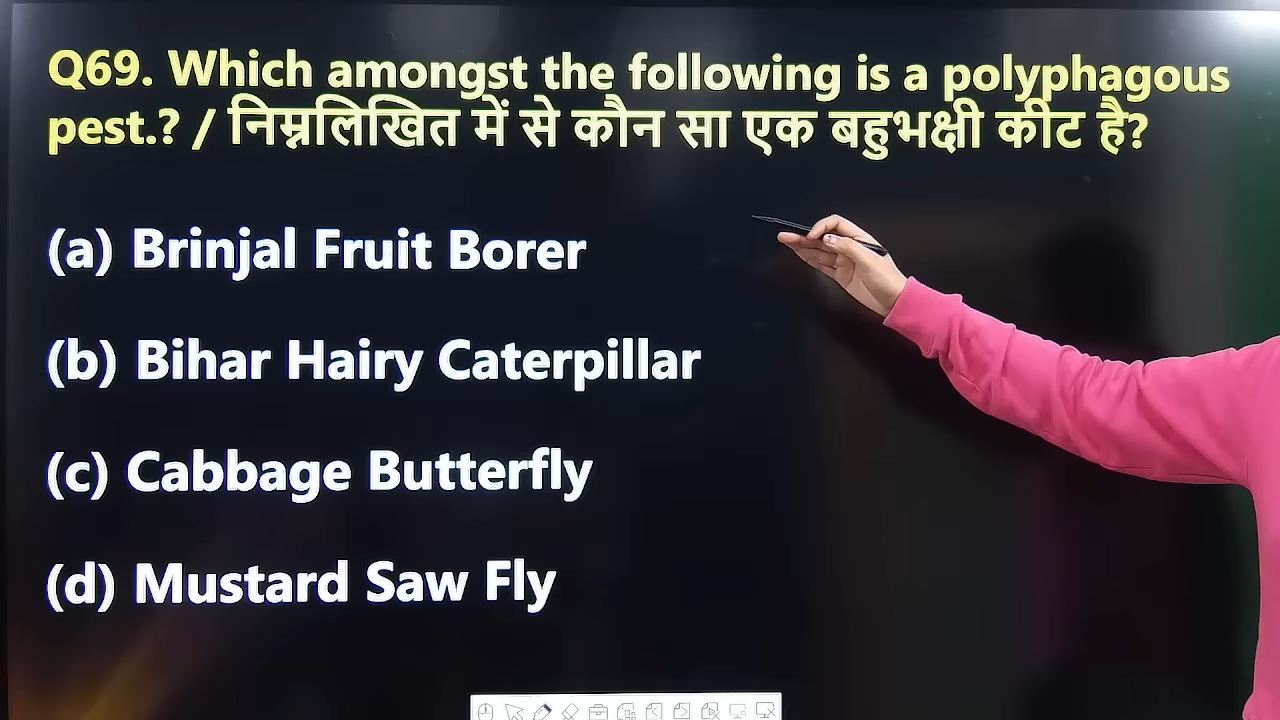 Q69. Which amongst the following is a polyphagous
pest.? / निम्नलिखित में से कौन सा एक बहुभक्षी कीट है?
(a) Brinjal Fruit Borer
(b) Bihar Hairy Caterpillar
(c) Cabbage Butterfly
(d) Mustard Saw Fly